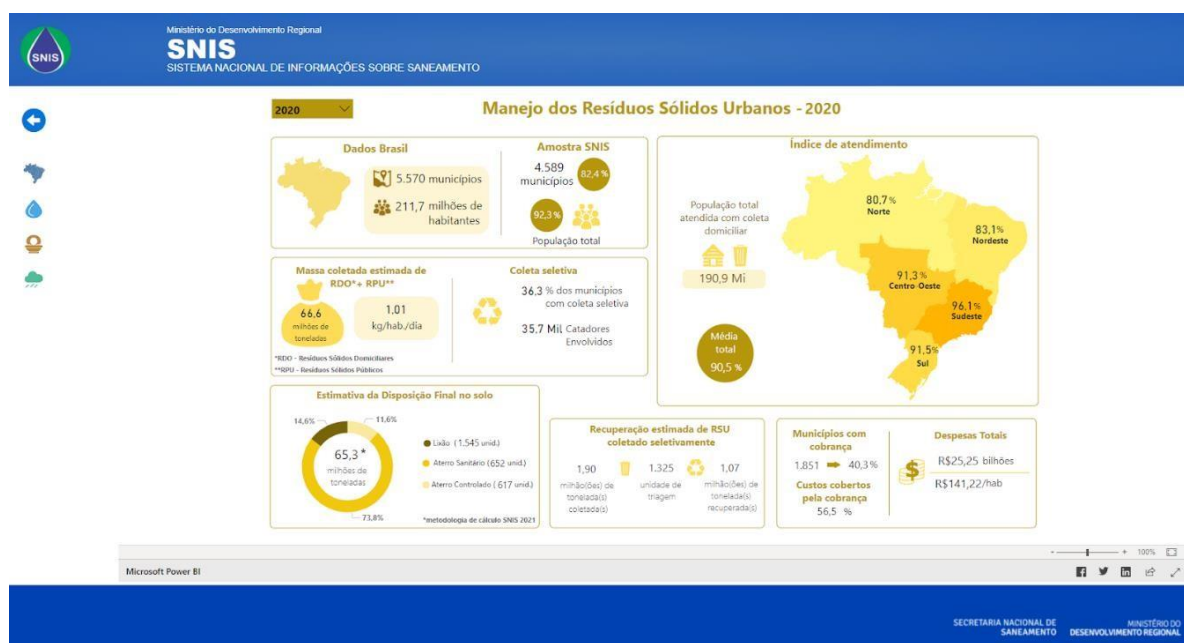 SNIS
Ministério do Desenvolvimento Regional
SNIS
SISTEMA NACIONAL DE INFORMAÇÕES SOBRE SANEAMENTO
2020
Manejo dos Resíduos Sólidos Urbanos - 2020
Dados Brasil
5.570 municípios
211,7 milhões de
habitantes
Amostra SNIS
4.589
municípios
82,4 %
92,3 %
População total
Massa coletada estimada de
RDO*+ RPU**
66,6
milhões de
toneladas
1,01
kg/hab./dia
*RDO - Resíduos Sólidos Domiciliares
**RPU - Resíduos Sólidos Públicos
Coleta seletiva
36,3 % dos municípios
com coleta seletiva
35.7 Mil Catadores
Envolvidos
Índice de atendimento
População total
atendida com coleta
domiciliar
190,9 Mi
Média
total
90,5 %
80,7%
Norte
83,1%
Nordeste
91,3%
Centro-Oeste
96,1%
Sudeste
91,5%
Sul
Estimativa da Disposição Final no solo
14,6%
11,6%
65,3 *
milhões de
toneladas
73,8%
Lixão (1.545 unid.)
Aterro Sanitário (652 unid.)
Aterro Controlado ( 617 unid.)
*metodologia de cálculo SNIS 2021
Recuperação estimada de RSU
coletado seletivamente
1,90
milhão(ões) de
tonelada(s)
coletada(s)
1.325
unidade de
triagem
1,07
milhão(ões) de
tonelada(s)
recuperada(s)
Municípios com
cobrança
1.851 40,3%
Custos cobertos
pela cobrança
56,5 %
Despesas Totais
$
R$25,25 bilhões
R$141,22/hab
- + 100%
Microsoft Power BI
SECRETARIA NACIONAL DE
SANEAMENTO
MINISTÉRIO DO
DESENVOLVIMENTO REGIONAL